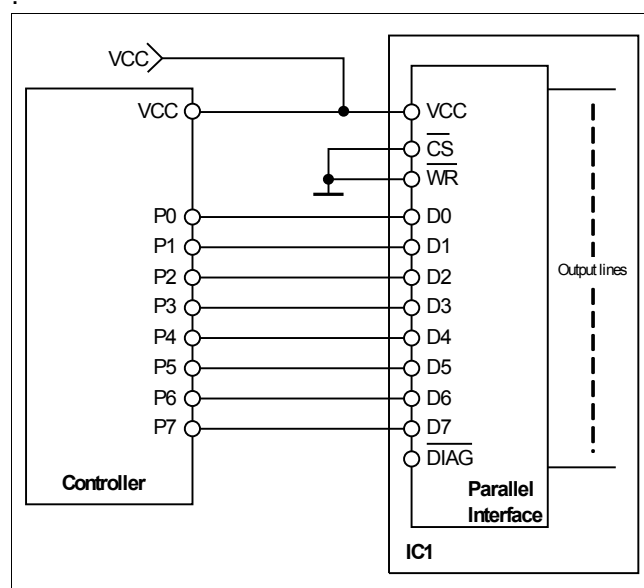 .
VCC
VCC
VCC
CS
WR
P0
D0
P1
D1
P2
D2
P3
D3
P4
D4
P5
D5
P6
D6
P7
D7
DIAG
Output lines
Controller
Parallel
Interface
IC1